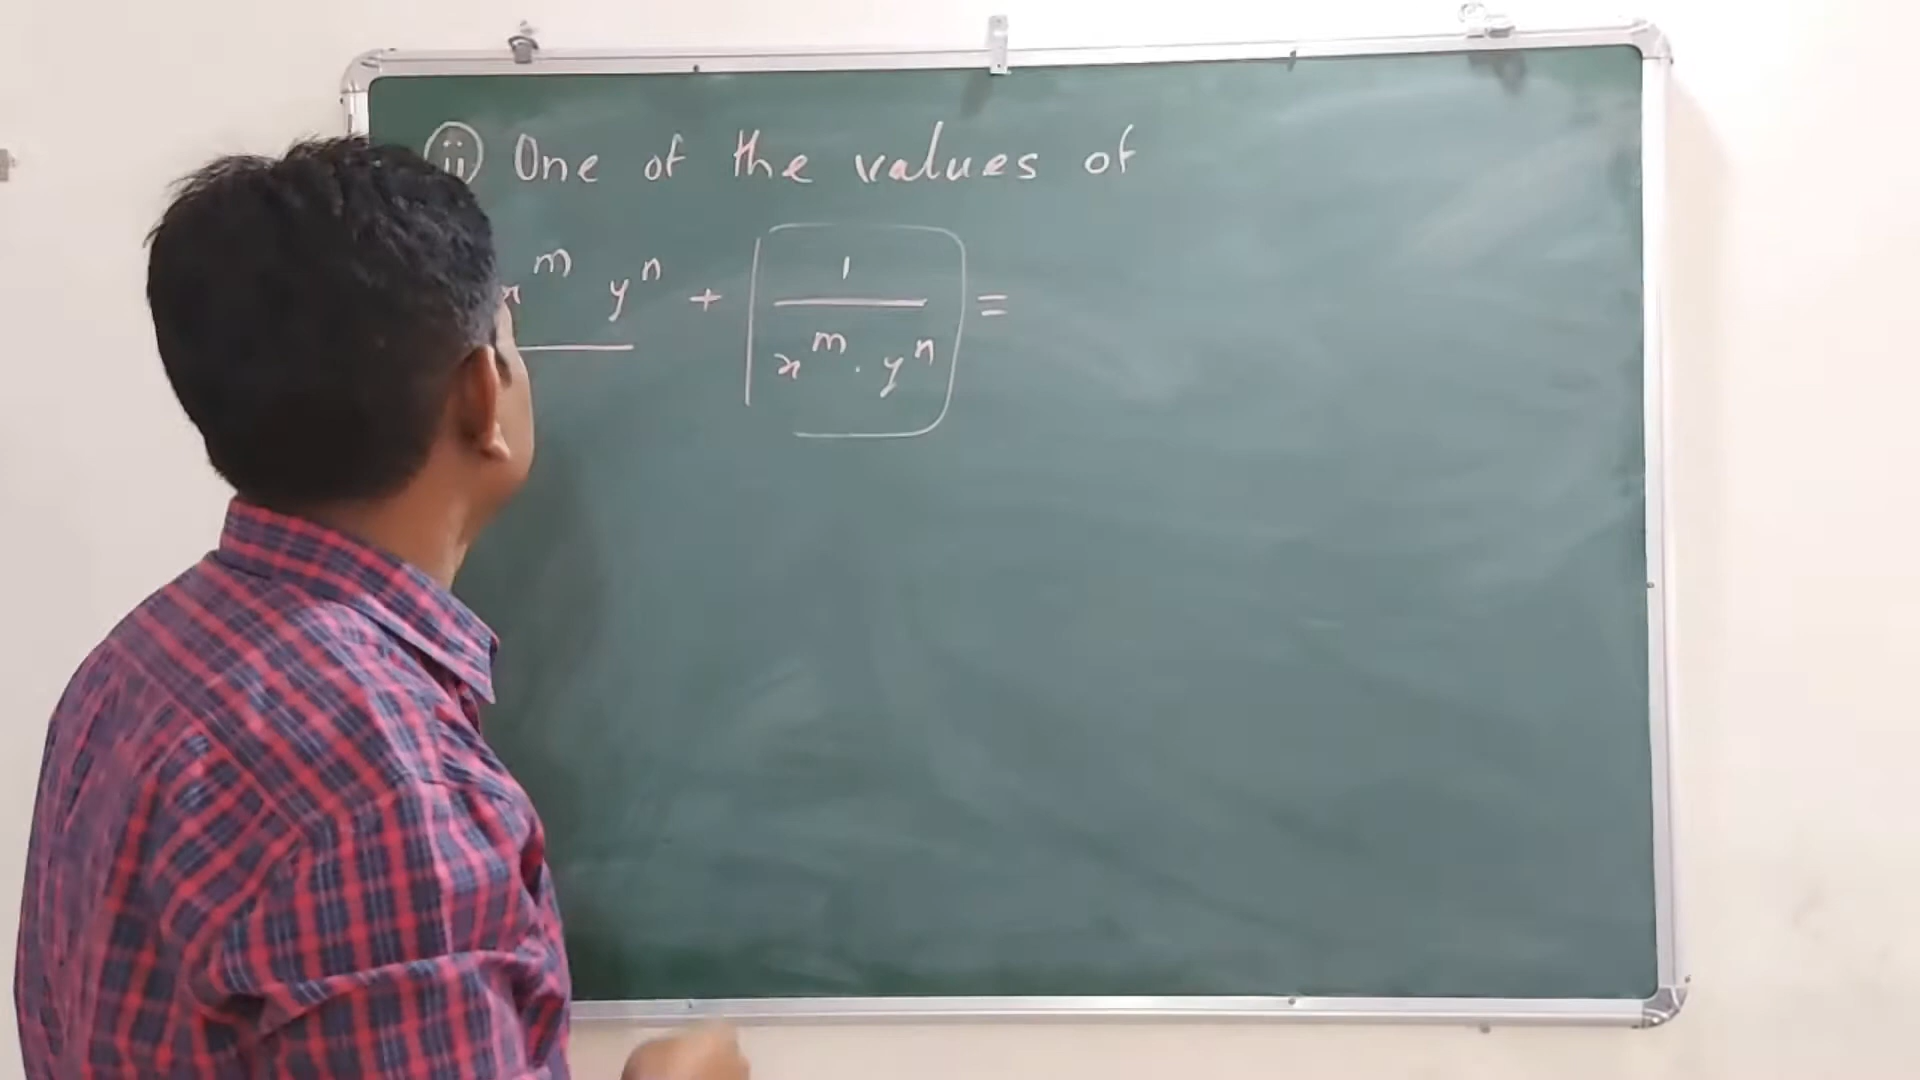 ⓘⓘ One of the values of
x^m y^n + 1/(x^m · y^n) =